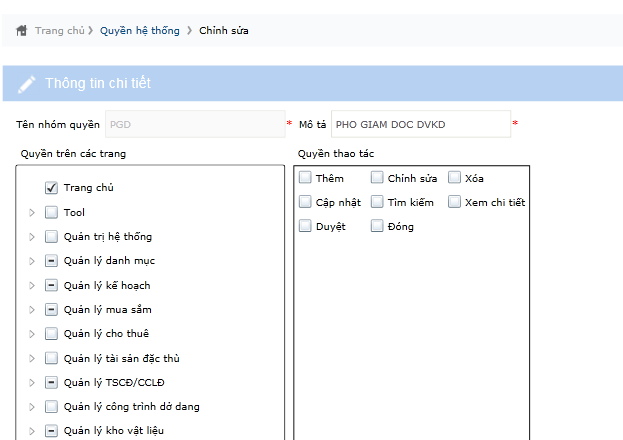 Trang chủ Quyền hệ thống Chỉnh sửa
Thông tin chi tiết
Tên nhóm quyền PGD * Mô tả PHO GIAM DOC DVKD *
Quyền trên các trang Quyền thao tác
Trang chủ
Tool
Quản trị hệ thống
Quản lý danh mục
Quản lý kế hoạch
Quản lý mua sắm
Quản lý cho thuê
Quản lý tài sản đặc thù
Quản lý TSCĐ/CCLĐ
Quản lý công trình dở dang
Quản lý kho vật liệu
Thêm Chỉnh sửa Xóa
Cập nhật Tìm kiếm Xem chi tiết
Duyệt Đóng